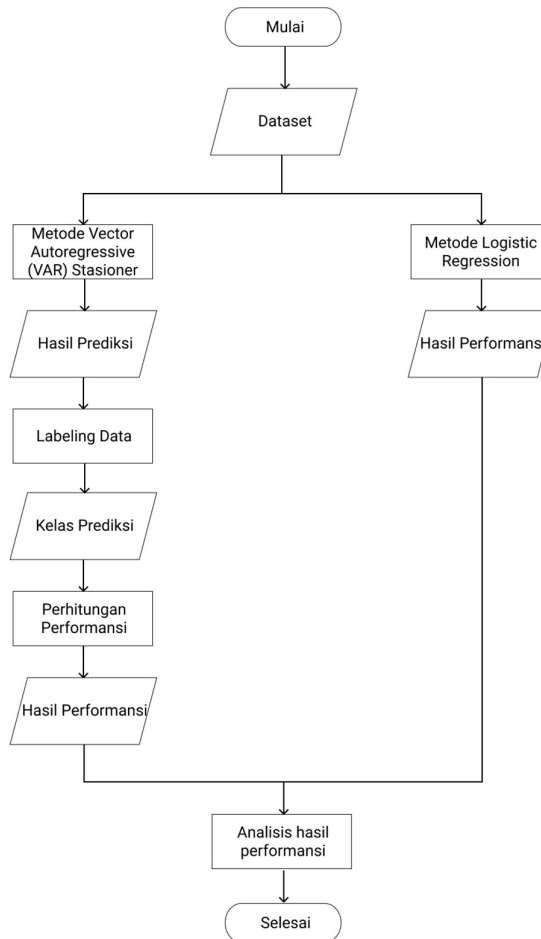 Mulai
Dataset
Metode Vector
Autoregressive
(VAR) Stasioner
Metode Logistic
Regression
Hasil Prediksi
Hasil Performans
Labeling Data
Kelas Prediksi
Perhitungan
Performansi
Hasil Performansi
Analisis hasil
performansi
Selesai